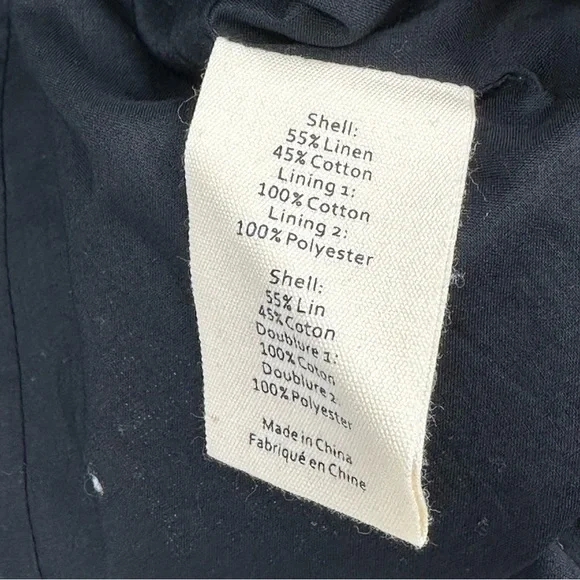 Shell:
55% Linen
45% Cotton
Lining 1:
100% Cotton
Lining 2:
100% Polyester
Shell:
55% Lin
45% Coton
Doublure 1:
100% Coton
Doublure 2
100% Polyester
Made in China
Fabriqué en Chine